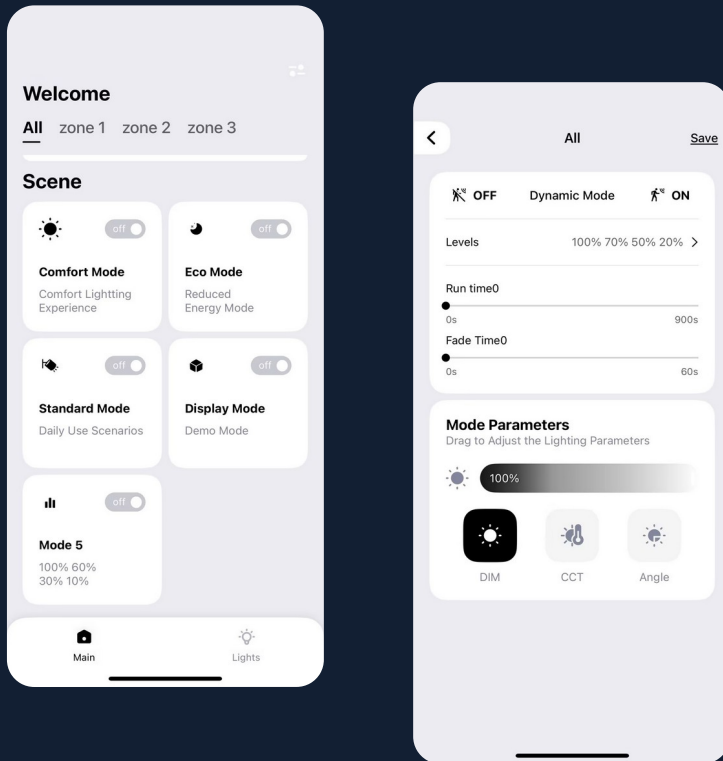 Welcome
All zone 1 zone 2 zone 3
Scene
off
off
Comfort Mode
Eco Mode
Comfort Lightting
Experience
Reduced
Energy Mode
off
off
Standard Mode
Display Mode
Daily Use Scenarios
Demo Mode
off
Mode 5
100% 60%
30% 10%
Main
Lights
All
Save
OFF
Dynamic Mode
ON
Levels
100% 70% 50% 20%
Run time0
0s
900s
Fade Time0
0s
60s
Mode Parameters
Drag to Adjust the Lighting Parameters
100%
DIM
CCT
Angle